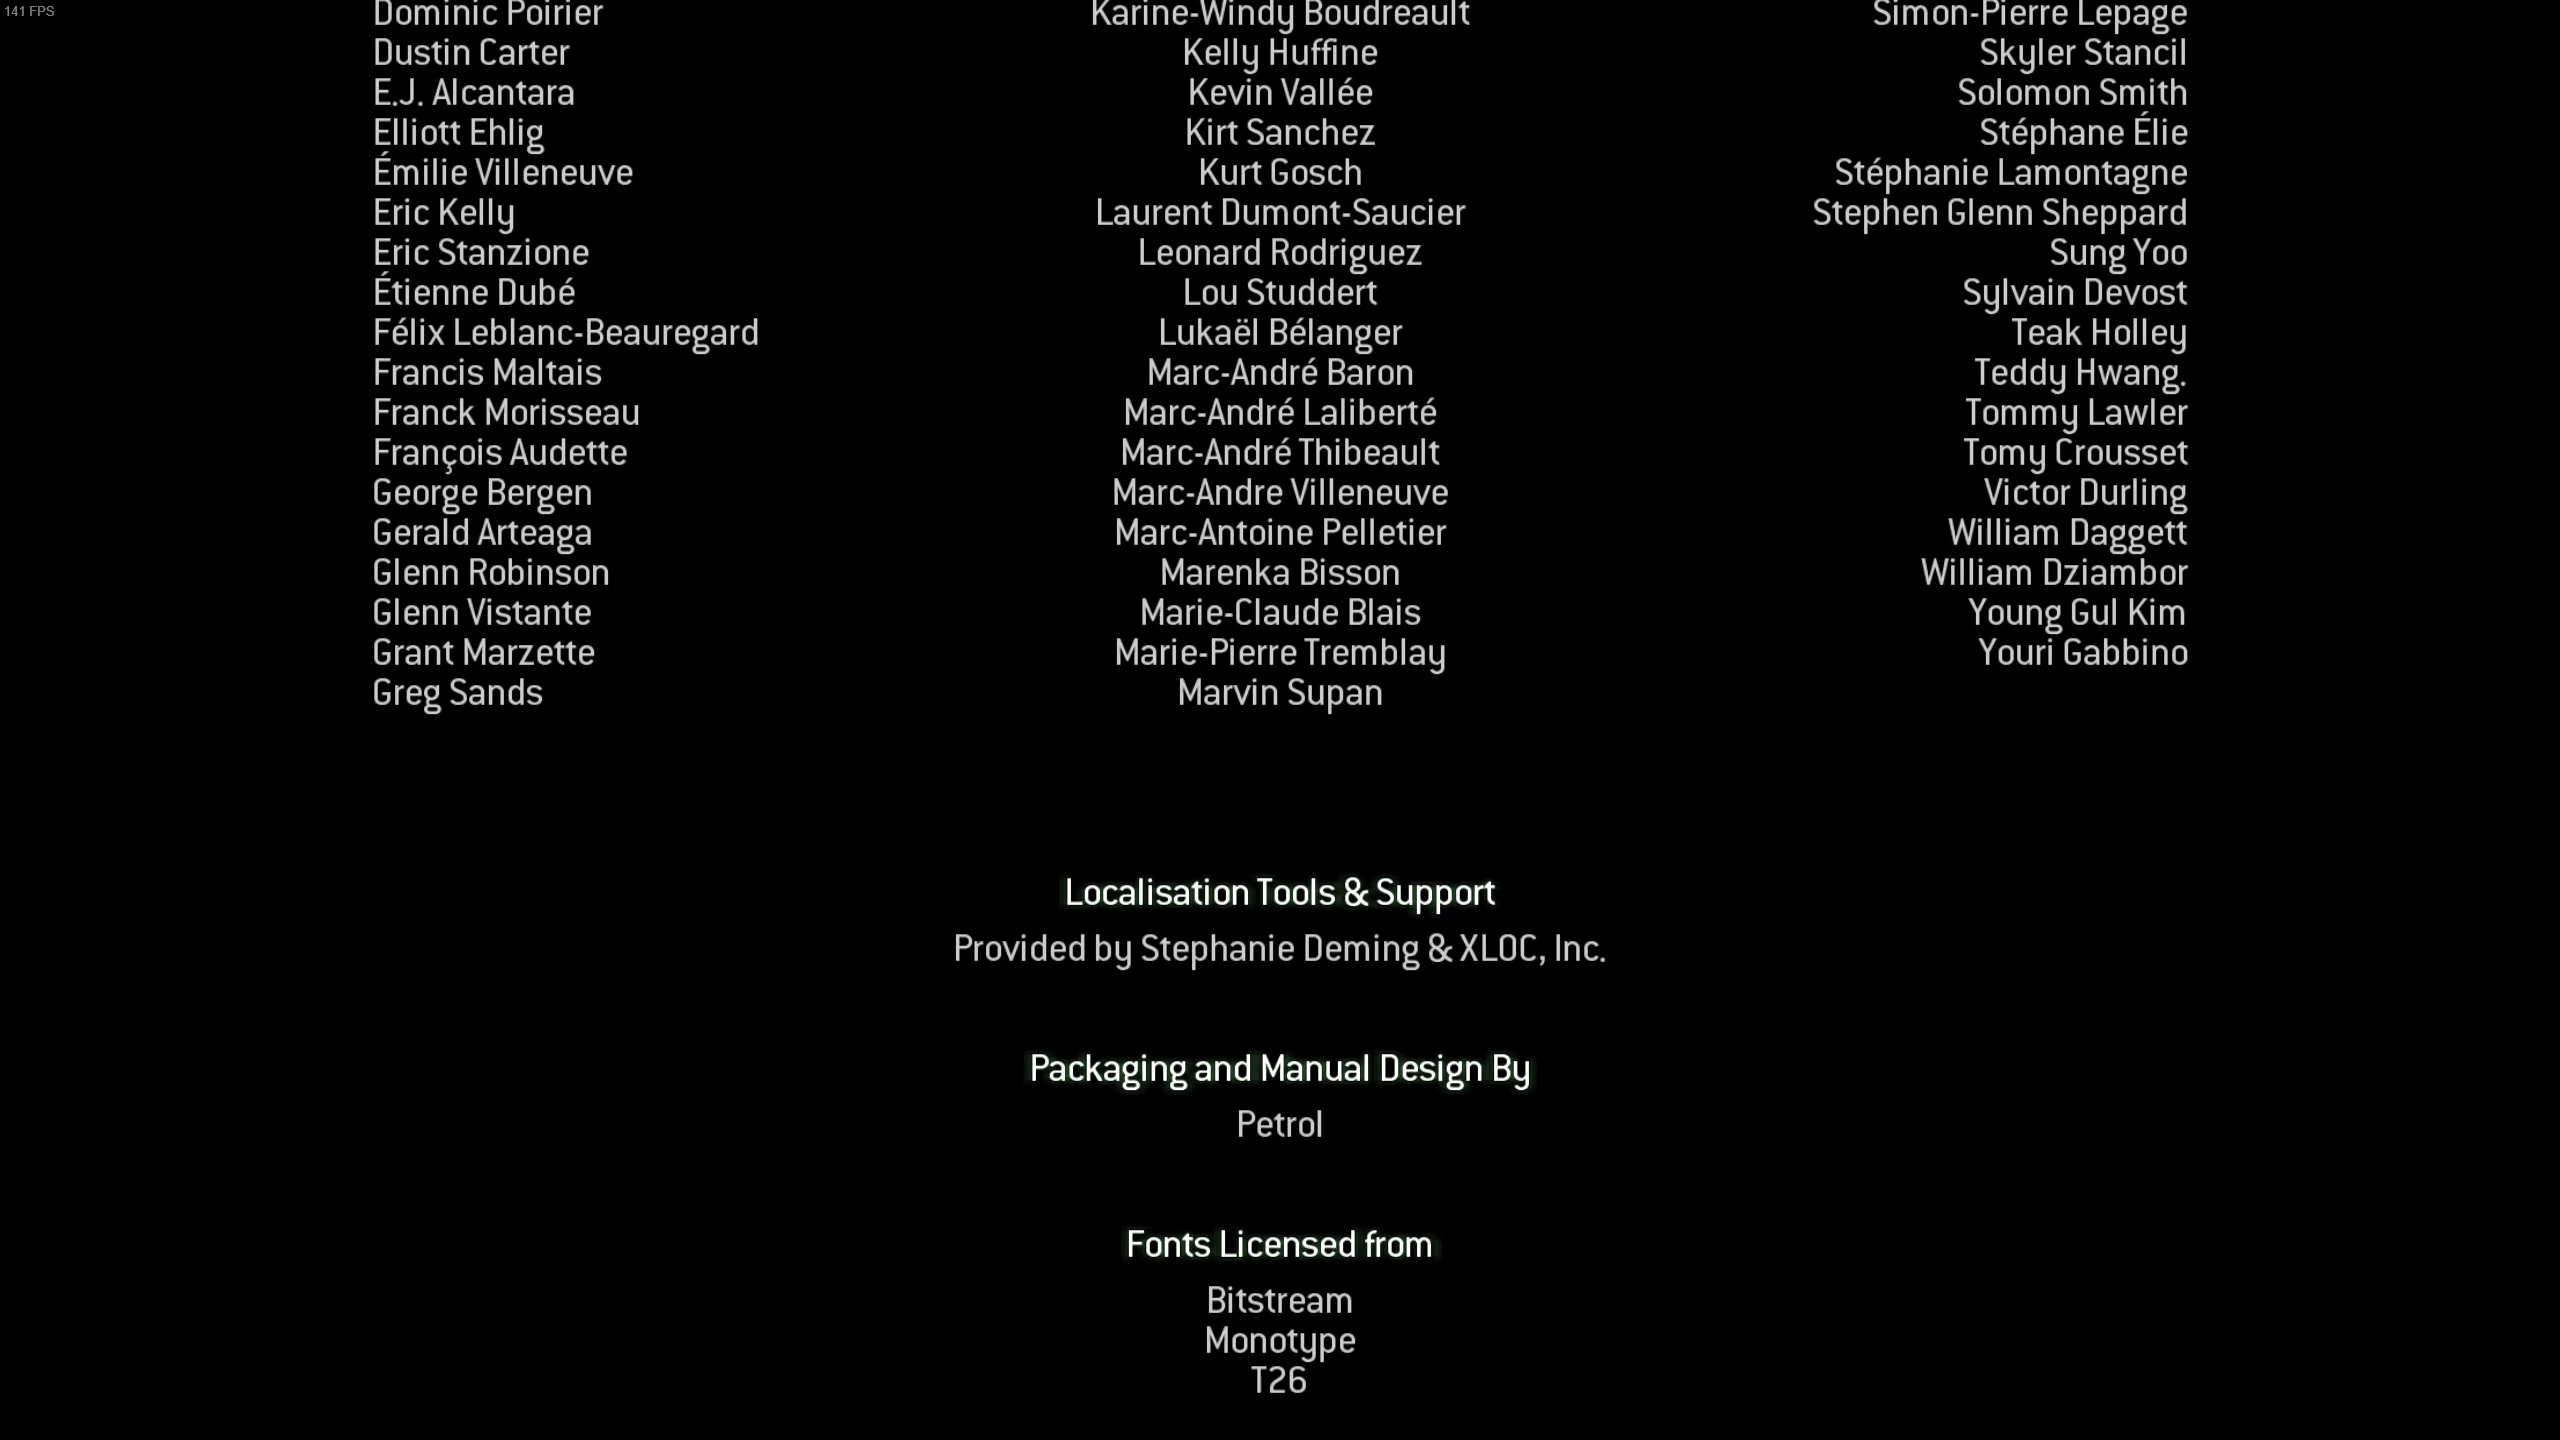 141 FPS
Dominic Poirier
Dustin Carter
E.J. Alcantara
Elliott Ehlig
Émilie Villeneuve
Eric Kelly
Eric Stanzione
Étienne Dubé
Félix Leblanc-Beauregard
Francis Maltais
Franck Morisseau
François Audette
George Bergen
Gerald Arteaga
Glenn Robinson
Glenn Vistante
Grant Marzette
Greg Sands
Karine-Windy Boudreault
Kelly Huffine
Kevin Vallée
Kirt Sanchez
Kurt Gosch
Laurent Dumont-Saucier
Leonard Rodriguez
Lou Studdert
Lukaël Bélanger
Marc-André Baron
Marc-André Laliberté
Marc-André Thibeault
Marc-Andre Villeneuve
Marc-Antoine Pelletier
Marenka Bisson
Marie-Claude Blais
Marie-Pierre Tremblay
Marvin Supan
Simon-Pierre Lepage
Skyler Stancil
Solomon Smith
Stéphane Élie
Stéphanie Lamontagne
Stephen Glenn Sheppard
Sung Yoo
Sylvain Devost
Teak Holley
Teddy Hwang.
Tommy Lawler
Tomy Crousset
Victor Durling
William Daggett
William Dziambor
Young Gul Kim
Youri Gabbino
Localisation Tools & Support
Provided by Stephanie Deming & XLOC, Inc.
Packaging and Manual Design By
Petrol
Fonts Licensed from
Bitstream
Monotype
T26